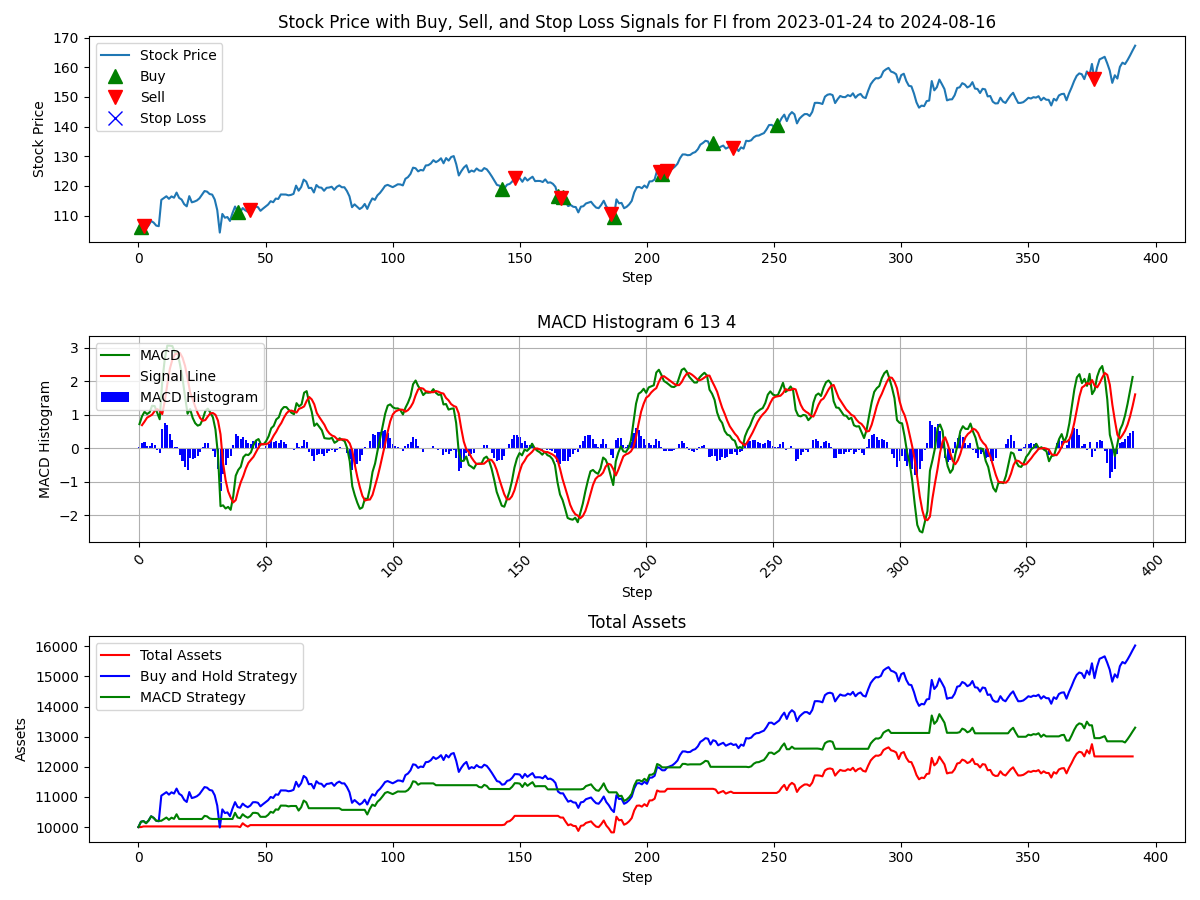 Stock Price with Buy, Sell, and Stop Loss Signals for FI from 2023-01-24 to 2024-08-16
170
160
150
140
130
120
110
Stock Price
Stock Price
Buy
Sell
Stop Loss
0 50 100 150 200 250 300 350 400
Step
MACD Histogram 6 13 4
3
2
1
0
−1
−2
MACD Histogram
MACD
Signal Line
MACD Histogram
0 50 100 150 200 250 300 350 400
Step
Total Assets
16000
15000
14000
13000
12000
11000
10000
Assets
Total Assets
Buy and Hold Strategy
MACD Strategy
0 50 100 150 200 250 300 350 400
Step